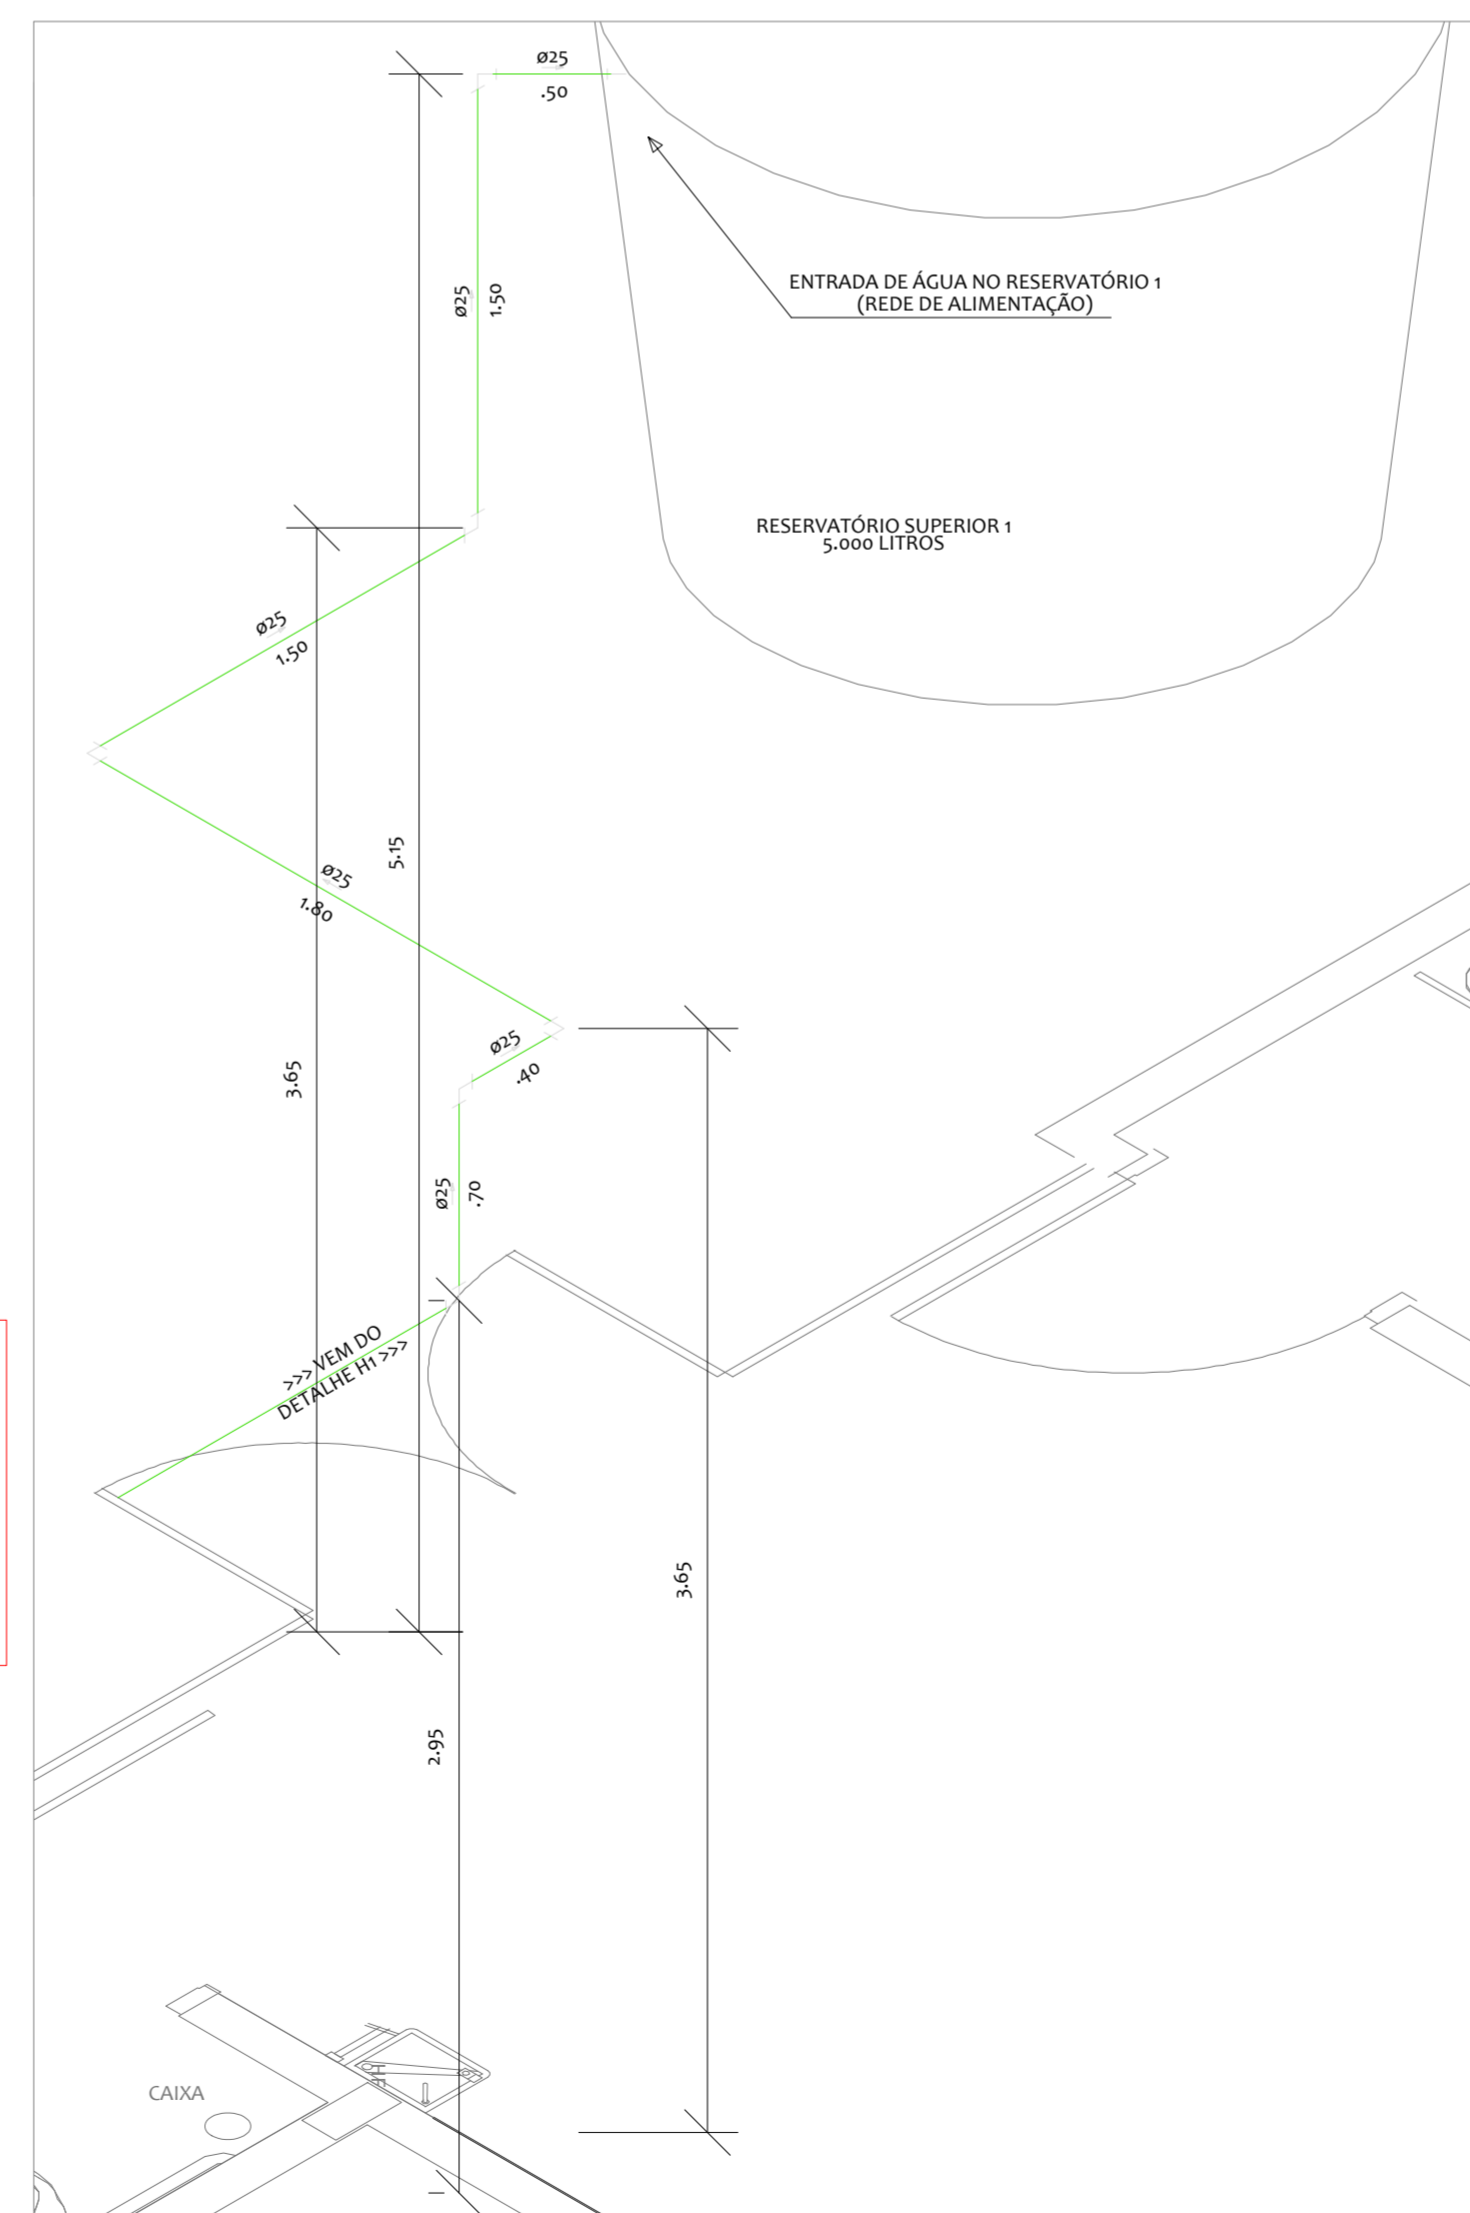 ø25
.50
ø25
1.50
ENTRADA DE ÁGUA NO RESERVATÓRIO 1
(REDE DE ALIMENTAÇÃO)
RESERVATÓRIO SUPERIOR 1
5.000 LITROS
ø25
1.50
5.15
ø25
1.80
3.65
ø25
.40
ø25
.70
>>> VEM DO
DETALHE H1 >>>
3.65
2.95
CAIXA